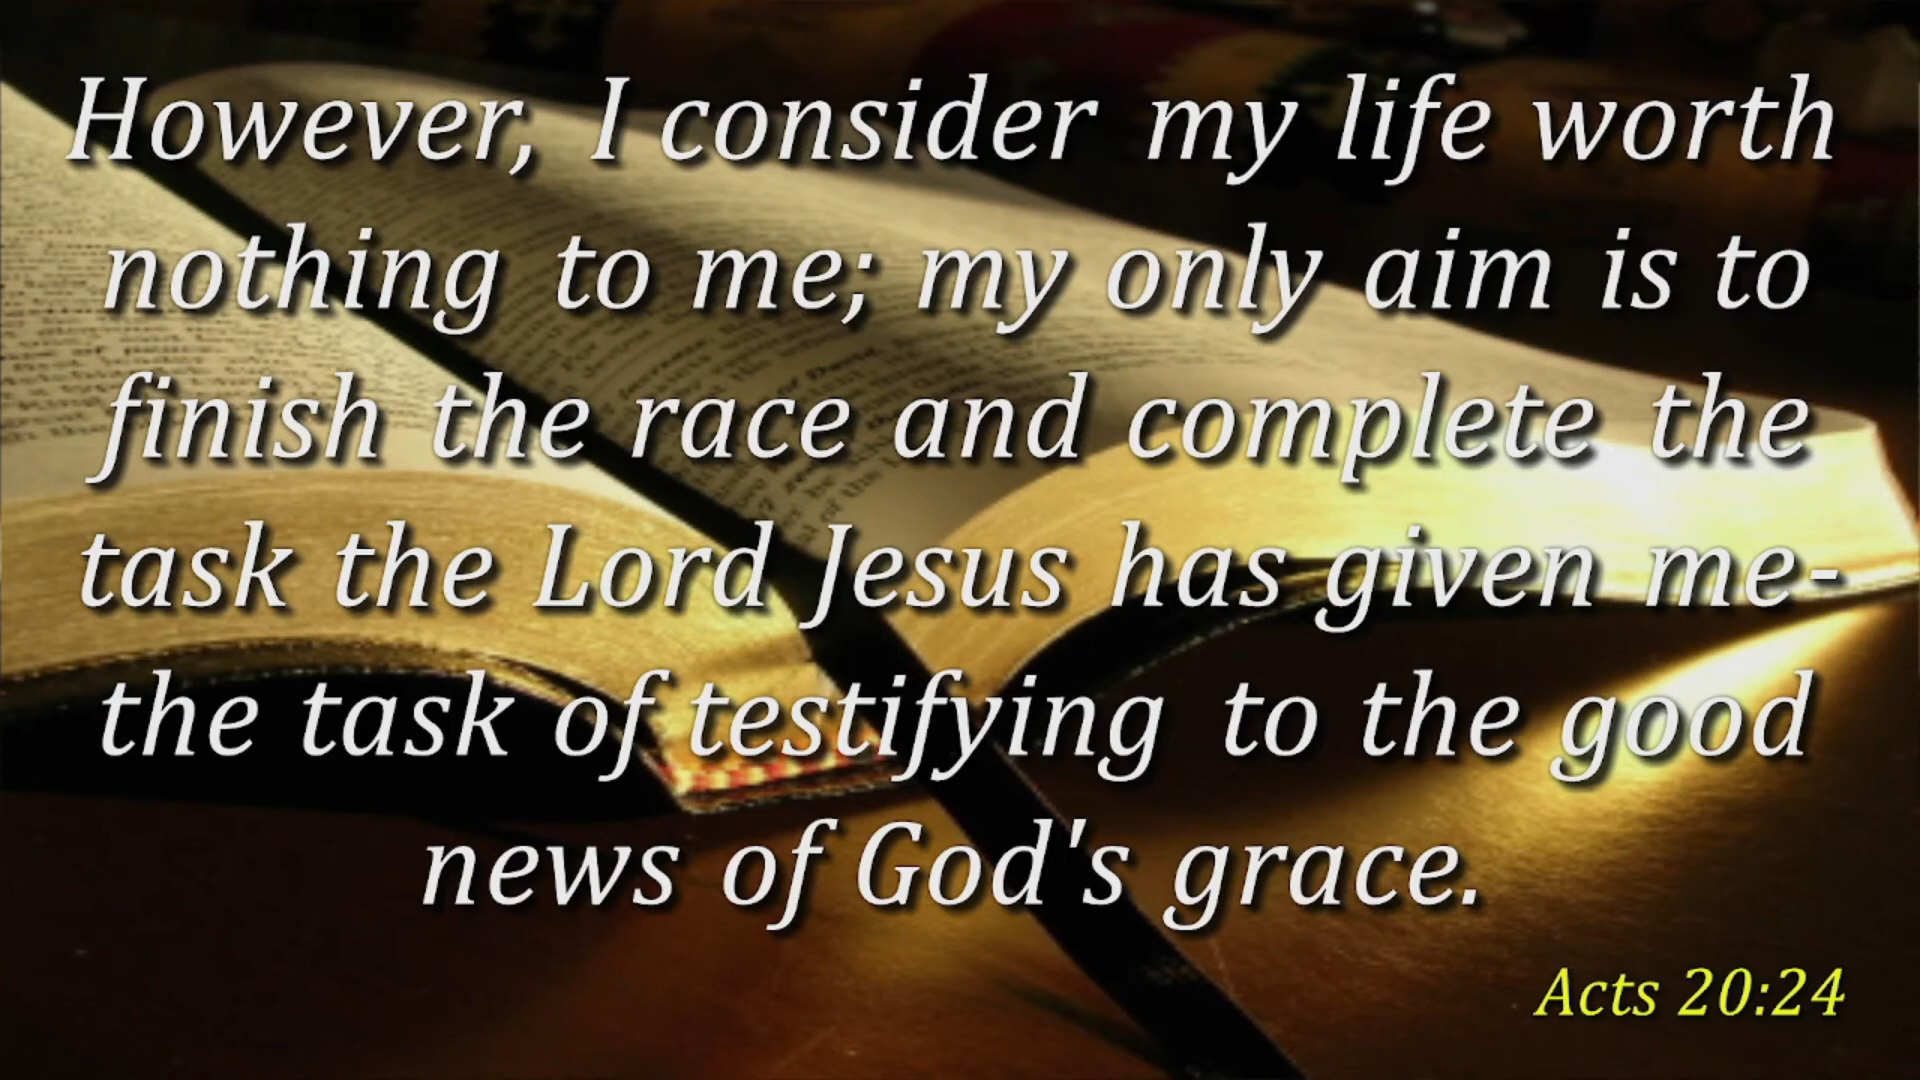 However, I consider my life worth
nothing to me; my only aim is to
finish the race and complete the
task the Lord Jesus has given me-
the task of testifying to the good
news of God's grace.
Acts 20:24